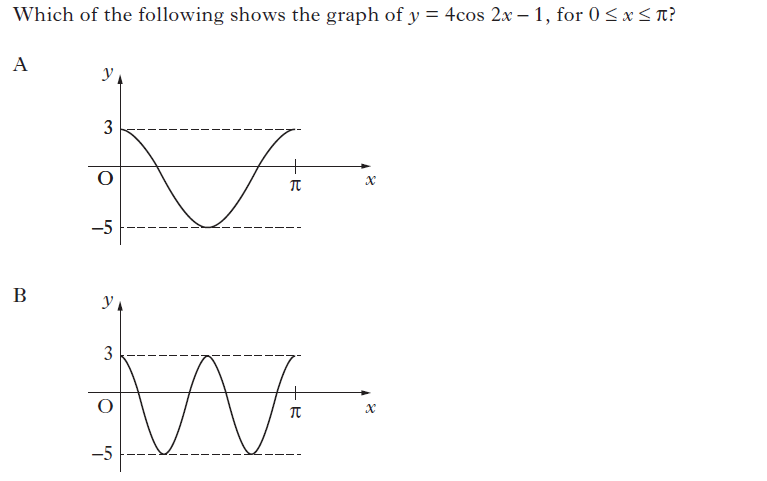 Which of the following shows the graph of y = 4cos 2x – 1, for 0 ≤ x ≤ π?
A
y
3
O
π
x
–5
B
y
3
O
π
x
–5